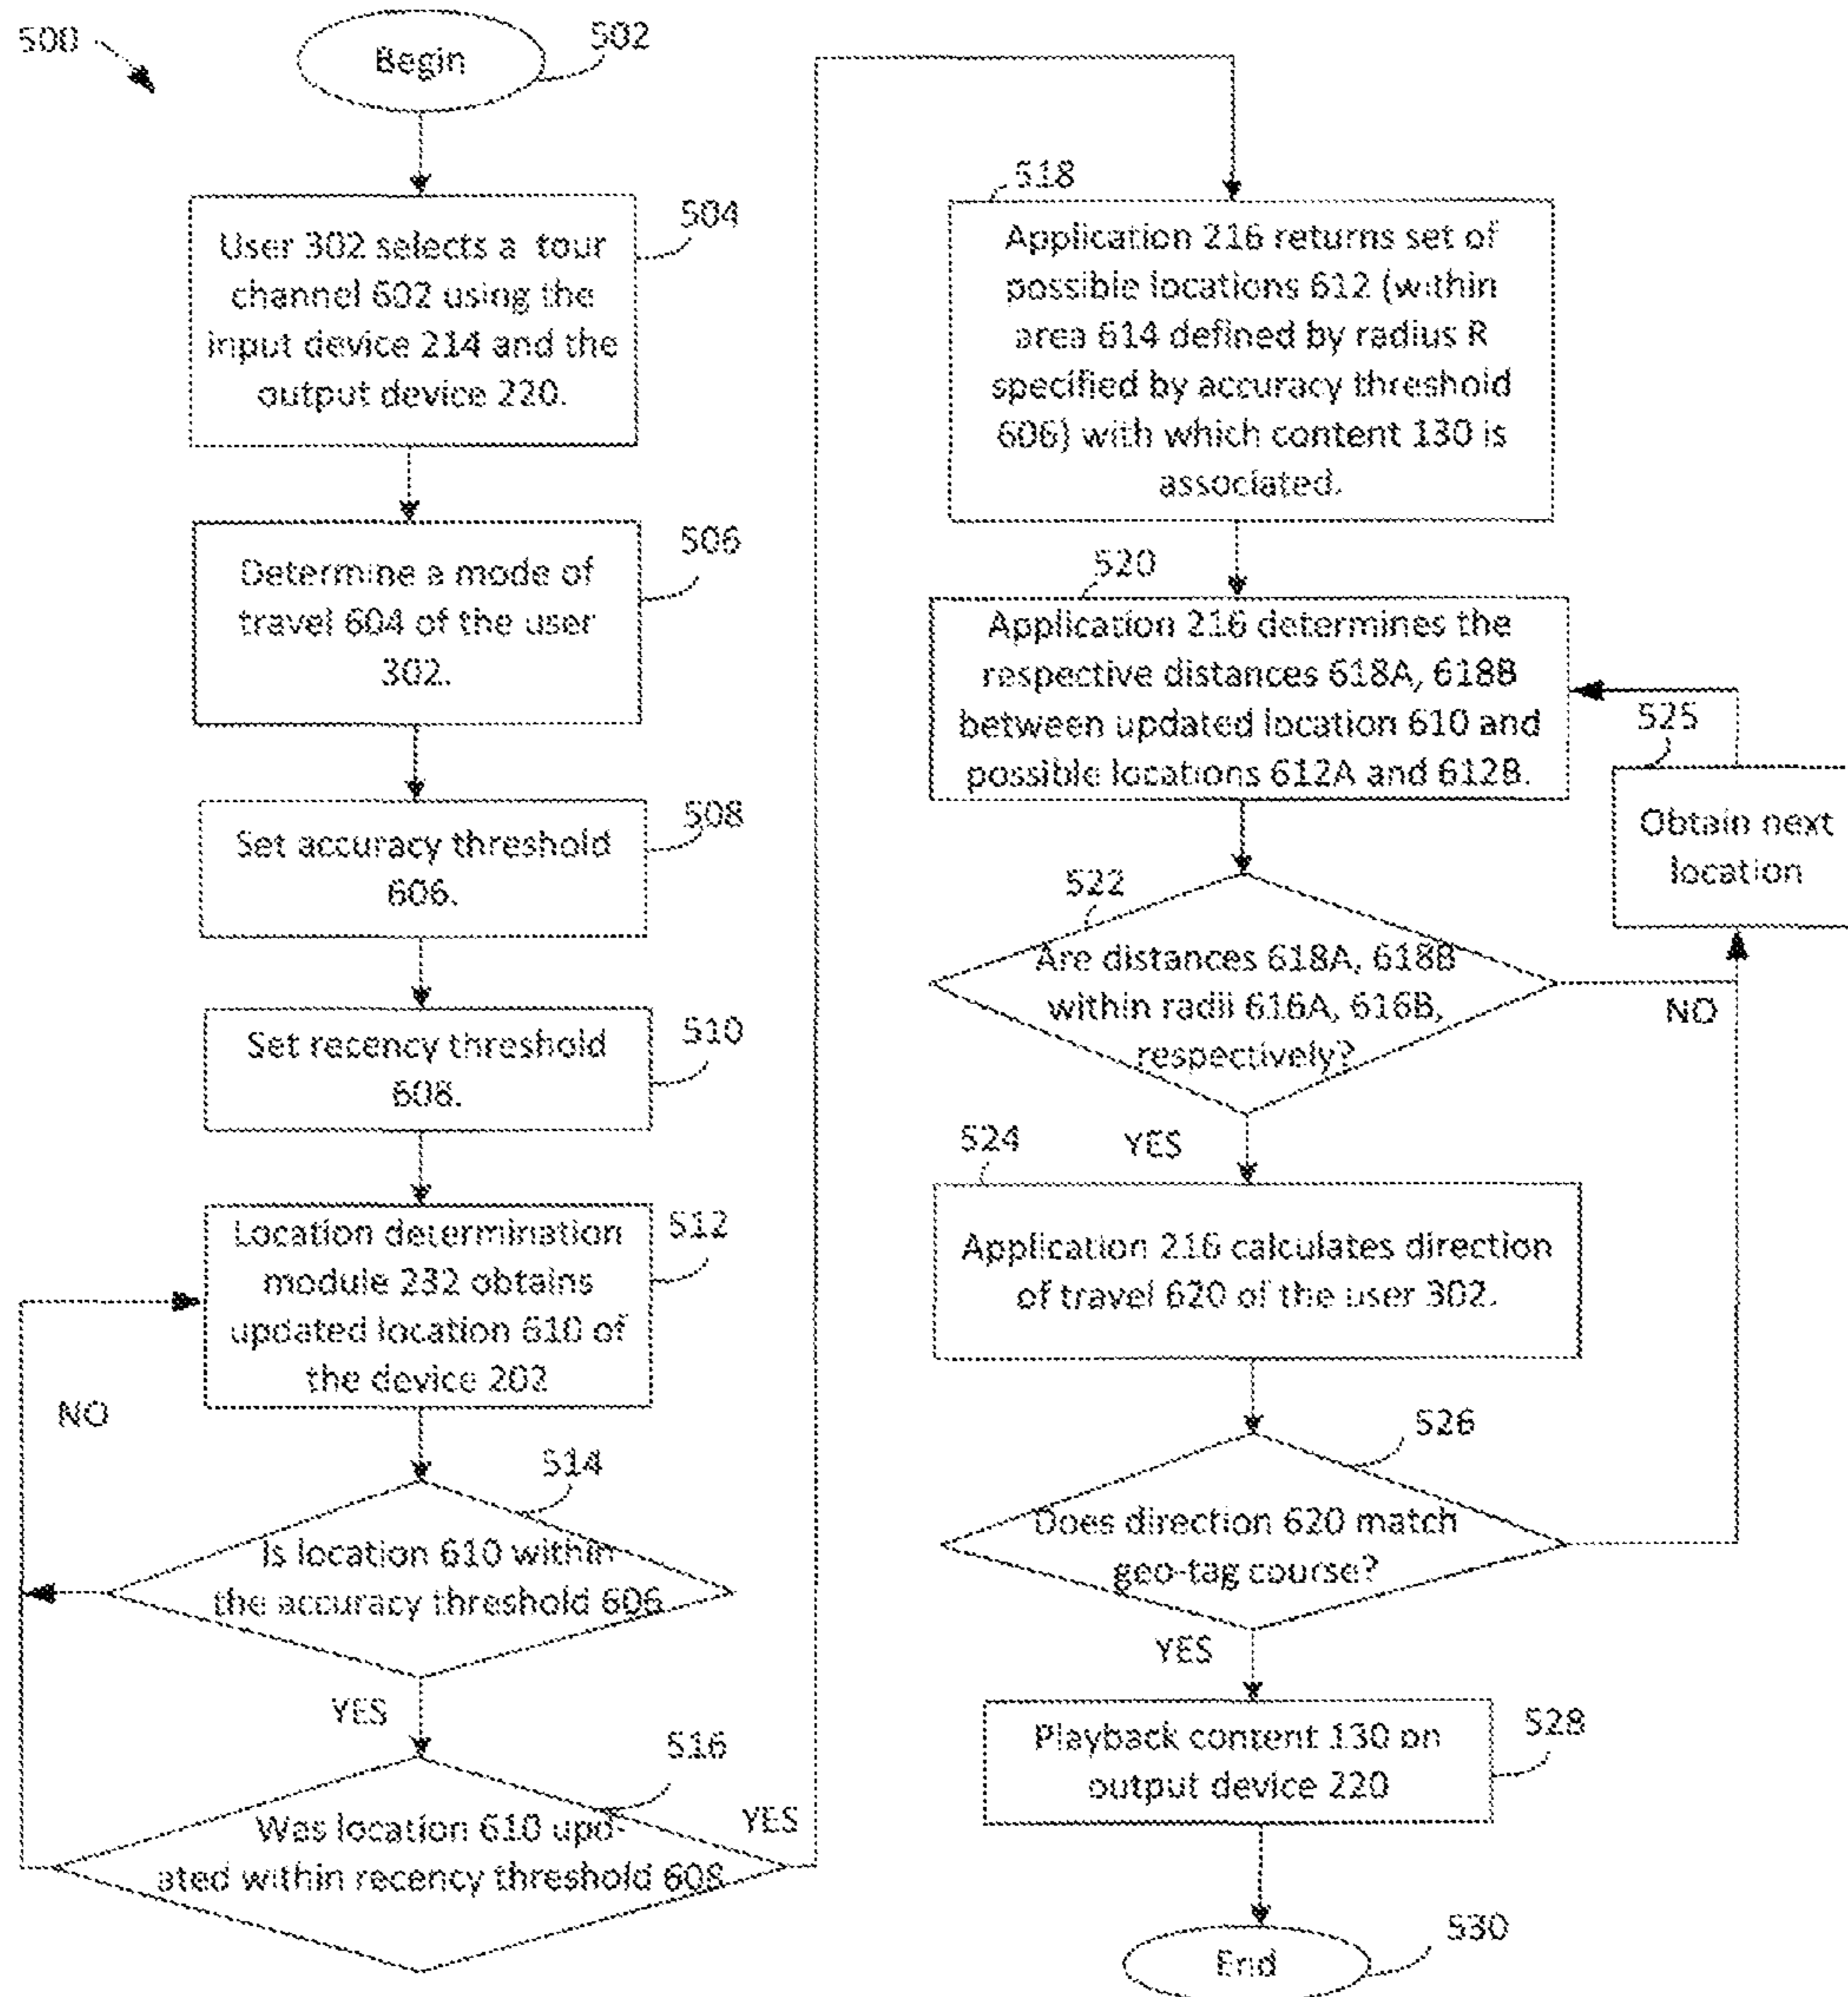 500
Begin
502
User 302 selects a tour
channel 602 using the
input device 214 and the
output device 220.
504
Determine a mode of
travel 604 of the user
302.
506
Set accuracy threshold
606.
508
Set recency threshold
608.
510
Location determination
module 232 obtains
updated location 610 of
the device 202
512
NO
514
Is location 610 within
the accuracy threshold 606
YES
516
Was location 610 upd-
ated within recency threshold 608
YES
518
Application 216 returns set of
possible locations 612 (within
area 614 defined by radius R
specified by accuracy threshold
606) with which content 130 is
associated.
520
Application 216 determines the
respective distances 618A, 618B
between updated location 610 and
possible locations 612A and 612B.
525
Obtain next
location
522
Are distances 618A, 618B
within radii 616A, 616B,
respectively?
NO
YES
524
Application 216 calculates direction
of travel 620 of the user 302.
526
Does direction 620 match
geo-tag course?
YES
Playback content 130 on
output device 220
528
End
530